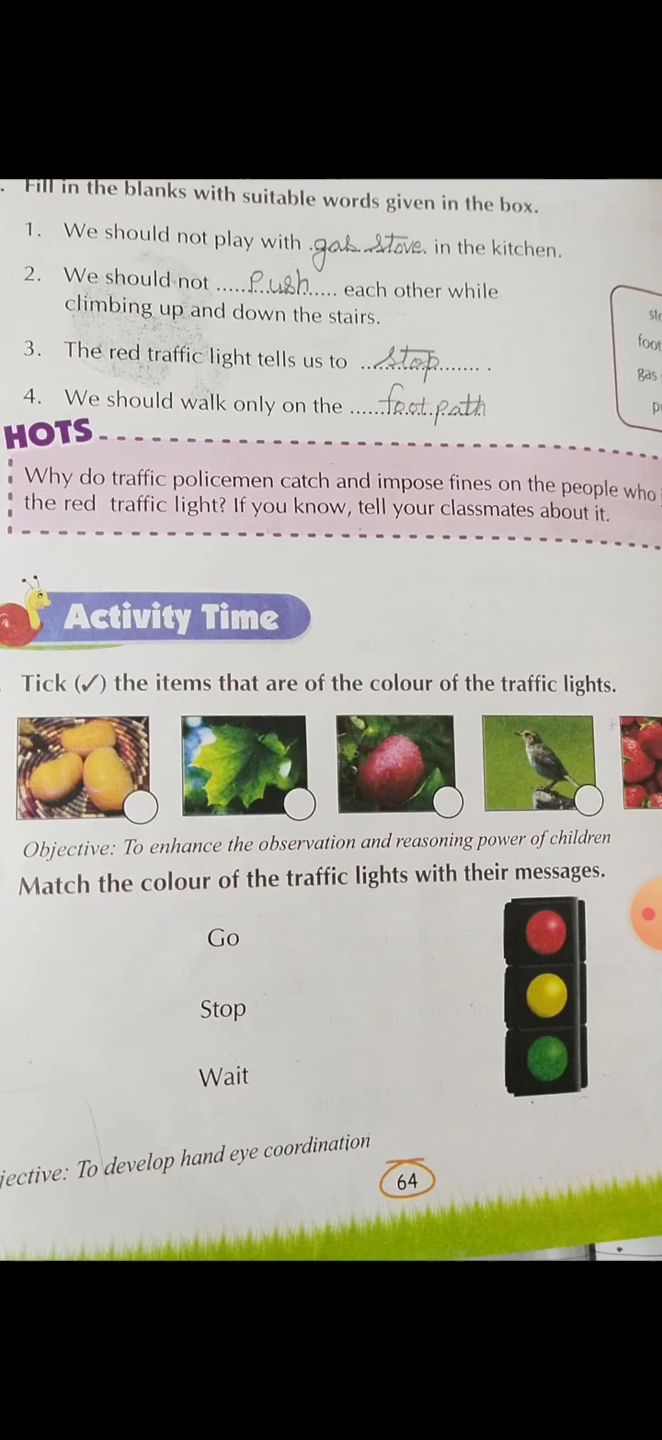 . Fill in the blanks with suitable words given in the box.
1. We should not play with .gas stove. in the kitchen.
2. We should not .....push..... each other while
climbing up and down the stairs.
3. The red traffic light tells us to ..stop....... .
4. We should walk only on the ......foot path
foot
gas
HOTS
Why do traffic policemen catch and impose fines on the people who
the red traffic light? If you know, tell your classmates about it.
Activity Time
Tick (✓) the items that are of the colour of the traffic lights.
Objective: To enhance the observation and reasoning power of children
Match the colour of the traffic lights with their messages.
Go
Stop
Wait
jective: To develop hand eye coordination
64